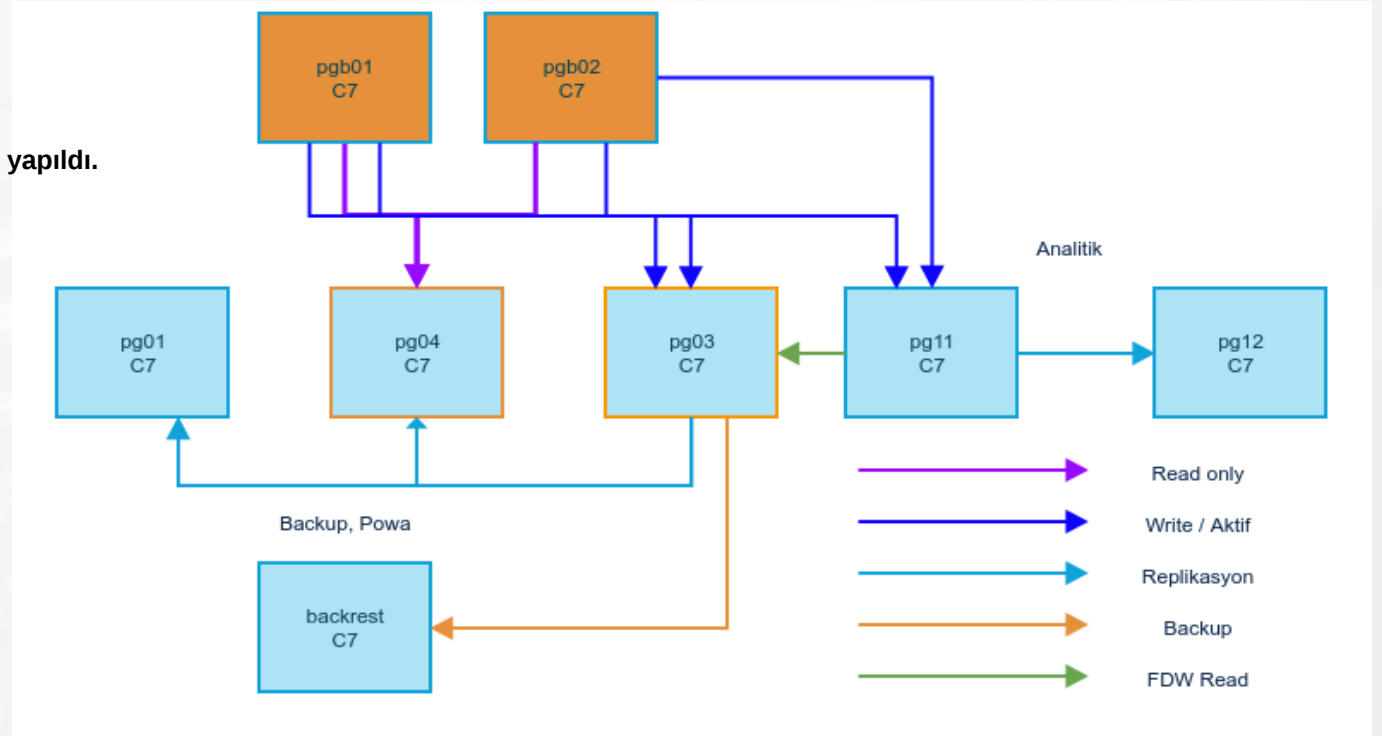 pgb01
C7
pgb02
C7
yapıldı.
Analitik
pg01
C7
pg04
C7
pg03
C7
pg11
C7
pg12
C7
Read only
Write / Aktif
Replikasyon
Backup
FDW Read
Backup, Powa
backrest
C7